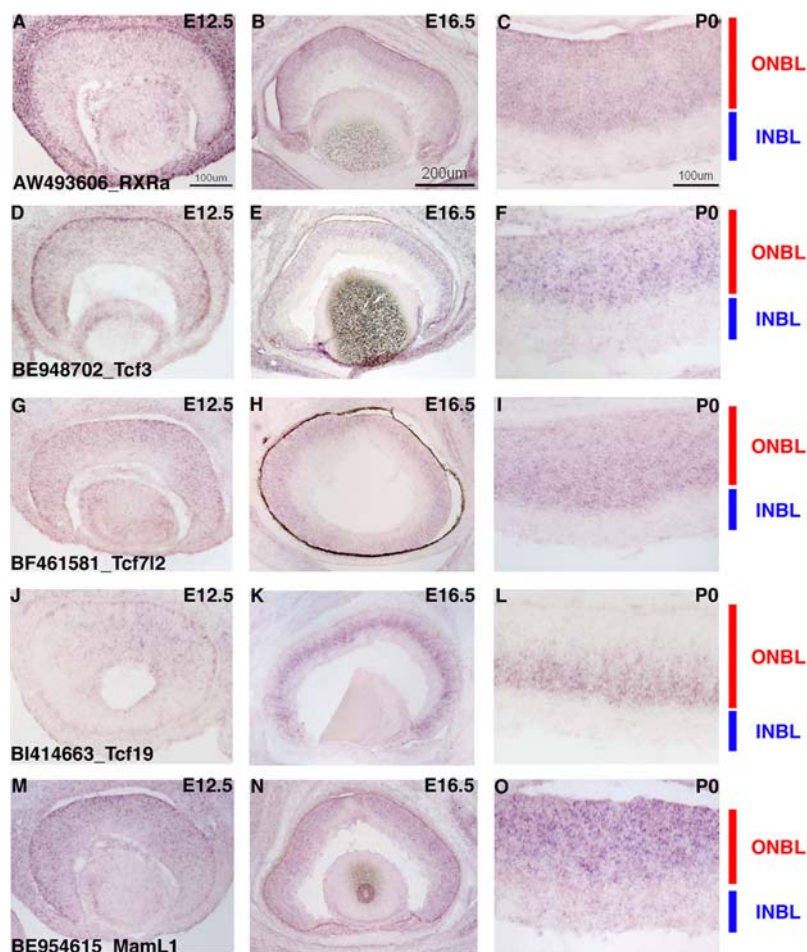 A E12.5 B E16.5 C P0
ONBL
INBL
100um 200um 100um
AW493606_RXRa
D E12.5 E E16.5 F P0
ONBL
INBL
BE948702_Tcf3
G E12.5 H E16.5 I P0
ONBL
INBL
BF461581_Tcf7l2
J E12.5 K E16.5 L P0
ONBL
INBL
BI414663_Tcf19
M E12.5 N E16.5 O P0
ONBL
INBL
BE954615_MamL1